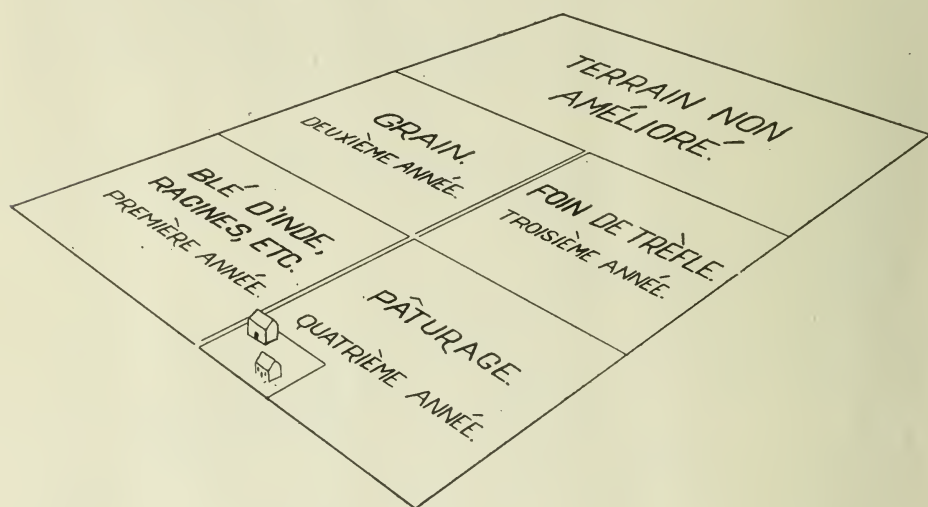 TERRAIN NON
AMÉLIORÉ.
GRAIN.
DEUXIÈME ANNÉE.
BLÉ D'INDE,
RACINES, ETC.
PREMIÈRE ANNÉE.
FOIN DE TRÈFLE.
TROISIÈME ANNÉE.
PÂTURAGE.
QUATRIÈME ANNÉE.